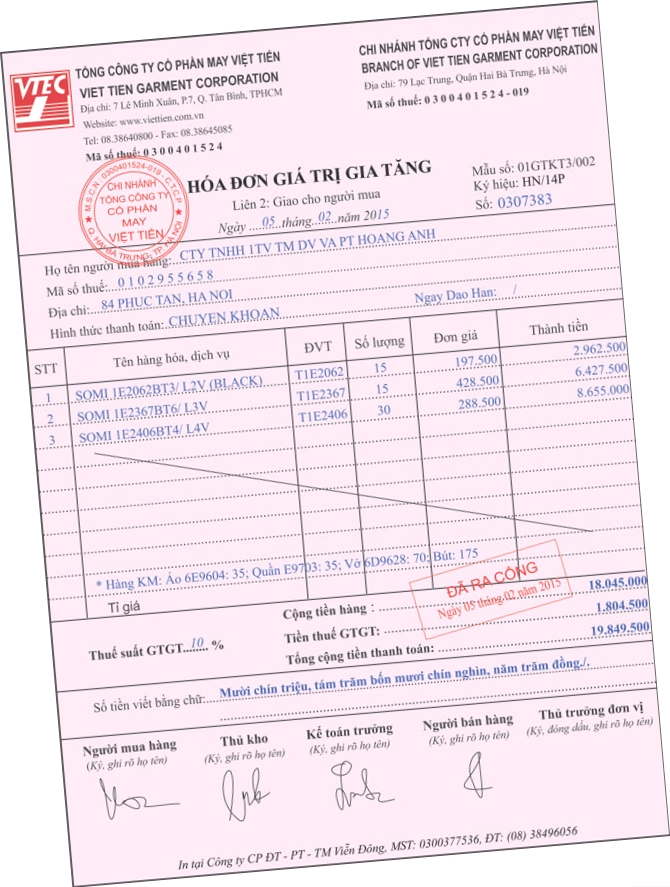 VTEC
TỔNG CÔNG TY CỔ PHẦN MAY VIỆT TIẾN
VIET TIEN GARMENT CORPORATION
Địa chỉ: 7 Lê Minh Xuân, P.7, Q. Tân Bình, TPHCM
Website: www.viettien.com.vn
Tel: 08.38640800 - Fax: 08.38645085
Mã số thuế: 0 3 0 0 4 0 1 5 2 4
CHI NHÁNH TỔNG CTY CỔ PHẦN MAY VIỆT TIẾN
BRANCH OF VIET TIEN GARMENT CORPORATION
Địa chỉ: 79 Lạc Trung, Quận Hai Bà Trưng, Hà Nội
Mã số thuế: 0 3 0 0 4 0 1 5 2 4 - 019
M.S.C.N: 0300401524-019 - C.T.C.P
CHI NHÁNH
TỔNG CÔNG TY
CỔ PHẦN
MAY
VIỆT TIẾN
Q. HAI BÀ TRƯNG, TP. HÀ NỘI
HÓA ĐƠN GIÁ TRỊ GIA TĂNG
Liên 2: Giao cho người mua
Ngày ....05....tháng...02...năm 2015
Mẫu số: 01GTKT3/002
Ký hiệu: HN/14P
Số: 0307383
Họ tên người mua hàng: CTY TNHH 1TV TM DV VA PT HOANG ANH
Mã số thuế: 0 1 0 2 9 5 5 6 5 8
Địa chỉ: 84 PHUC TAN, HA NOI
Ngay Dao Han: /
Hình thức thanh toán: CHUYEN KHOAN
STT Tên hàng hóa, dịch vụ ĐVT Số lượng Đơn giá Thành tiền
1 SOMI 1E2062BT3/ L2V (BLACK) T1E2062 15 197.500 2.962.500
2 SOMI 1E2367BT6/ L3V T1E2367 15 428.500 6.427.500
3 SOMI 1E2406BT4/ L4V T1E2406 30 288.500 8.655.000
* Hàng KM: Áo 6E9604: 35; Quần E9703: 35; Vớ 6D9628: 70; Bút: 175
ĐÃ RA CỔNG
Ngày 05 tháng 02 năm 2015
Tỉ giá
Cộng tiền hàng : 18.045.000
Thuế suất GTGT...10... % Tiền thuế GTGT: 1.804.500
Tổng cộng tiền thanh toán: 19.849.500
Số tiền viết bằng chữ: Mười chín triệu, tám trăm bốn mươi chín nghìn, năm trăm đồng./.
Người mua hàng Thủ kho Kế toán trưởng Người bán hàng Thủ trưởng đơn vị
(Ký, ghi rõ họ tên) (Ký, ghi rõ họ tên) (Ký, ghi rõ họ tên) (Ký, ghi rõ họ tên) (Ký, đóng dấu, ghi rõ họ tên)
In tại Công ty CP ĐT - PT - TM Viễn Đông, MST: 0300377536, ĐT: (08) 38496056